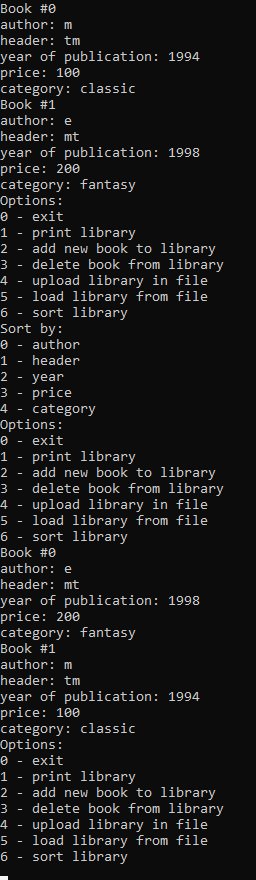 Book #0
author: m
header: tm
year of publication: 1994
price: 100
category: classic
Book #1
author: e
header: mt
year of publication: 1998
price: 200
category: fantasy
Options:
0 - exit
1 - print library
2 - add new book to library
3 - delete book from library
4 - upload library in file
5 - load library from file
6 - sort library
Sort by:
0 - author
1 - header
2 - year
3 - price
4 - category
Options:
0 - exit
1 - print library
2 - add new book to library
3 - delete book from library
4 - upload library in file
5 - load library from file
6 - sort library
Book #0
author: e
header: mt
year of publication: 1998
price: 200
category: fantasy
Book #1
author: m
header: tm
year of publication: 1994
price: 100
category: classic
Options:
0 - exit
1 - print library
2 - add new book to library
3 - delete book from library
4 - upload library in file
5 - load library from file
6 - sort library